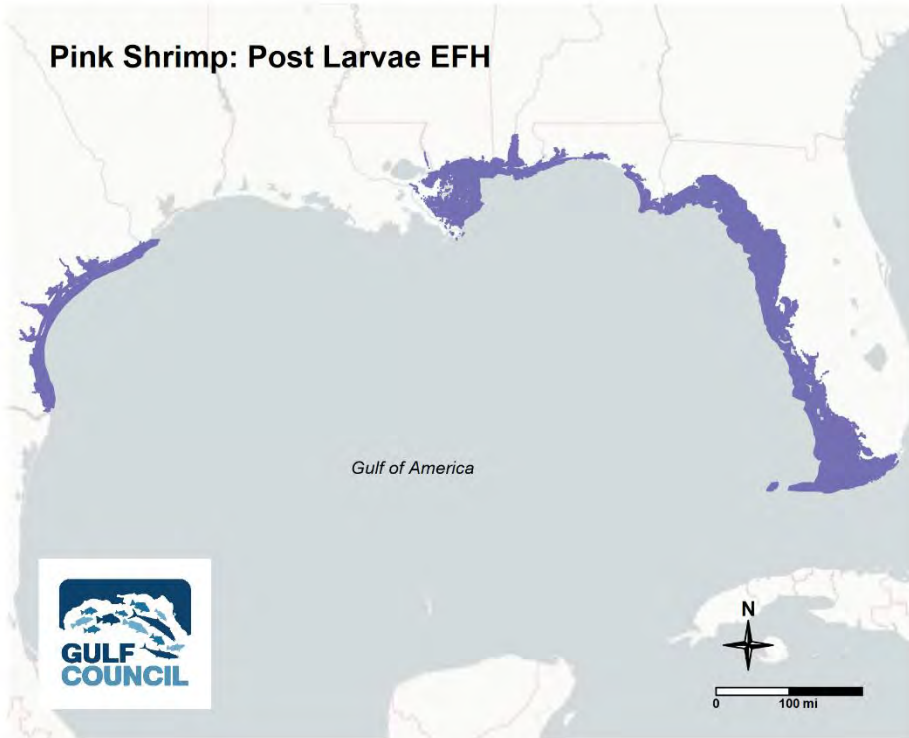 Pink Shrimp: Post Larvae EFH
Gulf of America
GULF
COUNCIL
N
0 100 mi